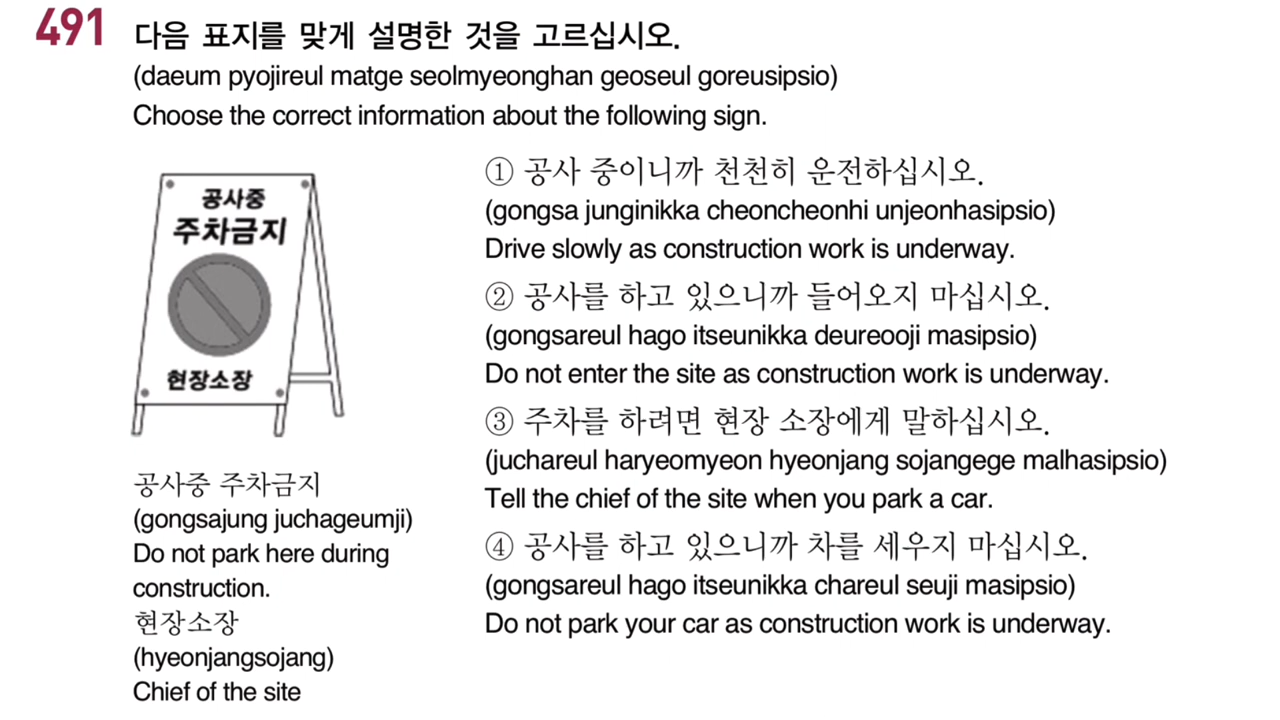 491 다음 표지를 맞게 설명한 것을 고르십시오.
(daeum pyojireul matge seolmyeonghan geoseul goreusipsio)
Choose the correct information about the following sign.
공사중
주차금지
현장소장
공사중 주차금지
(gongsajung juchageumji)
Do not park here during
construction.
현장소장
(hyeonjangsojang)
Chief of the site
① 공사 중이니까 천천히 운전하십시오.
(gongsa junginikka cheoncheonhi unjeonhasipsio)
Drive slowly as construction work is underway.
② 공사를 하고 있으니까 들어오지 마십시오.
(gongsareul hago itseunikka deureooji masipsio)
Do not enter the site as construction work is underway.
③ 주차를 하려면 현장 소장에게 말하십시오.
(juchareul haryeomyeon hyeonjang sojangege malhasipsio)
Tell the chief of the site when you park a car.
④ 공사를 하고 있으니까 차를 세우지 마십시오.
(gongsareul hago itseunikka chareul seuji masipsio)
Do not park your car as construction work is underway.